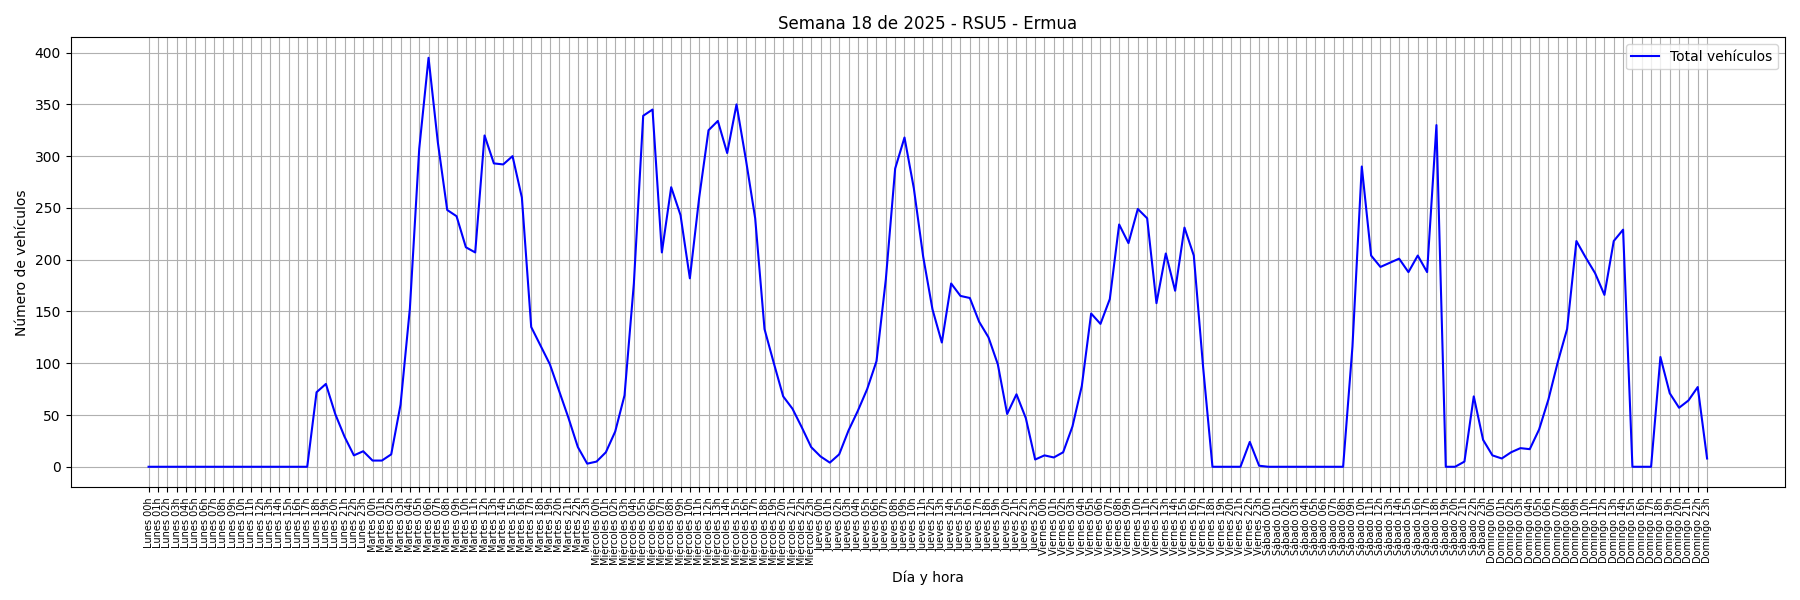 Semana 18 de 2025 - RSU5 - Ermua
Total vehículos
Número de vehículos
400
350
300
250
200
150
100
50
0
Lunes 00h
Lunes 01h
Lunes 02h
Lunes 03h
Lunes 04h
Lunes 05h
Lunes 06h
Lunes 07h
Lunes 08h
Lunes 09h
Lunes 10h
Lunes 11h
Lunes 12h
Lunes 13h
Lunes 14h
Lunes 15h
Lunes 16h
Lunes 17h
Lunes 18h
Lunes 19h
Lunes 20h
Lunes 21h
Lunes 22h
Lunes 23h
Martes 00h
Martes 01h
Martes 02h
Martes 03h
Martes 04h
Martes 05h
Martes 06h
Martes 07h
Martes 08h
Martes 09h
Martes 10h
Martes 11h
Martes 12h
Martes 13h
Martes 14h
Martes 15h
Martes 16h
Martes 17h
Martes 18h
Martes 19h
Martes 20h
Martes 21h
Martes 22h
Martes 23h
Miércoles 00h
Miércoles 01h
Miércoles 02h
Miércoles 03h
Miércoles 04h
Miércoles 05h
Miércoles 06h
Miércoles 07h
Miércoles 08h
Miércoles 09h
Miércoles 10h
Miércoles 11h
Miércoles 12h
Miércoles 13h
Miércoles 14h
Miércoles 15h
Miércoles 16h
Miércoles 17h
Miércoles 18h
Miércoles 19h
Miércoles 20h
Miércoles 21h
Miércoles 22h
Miércoles 23h
Jueves 00h
Jueves 01h
Jueves 02h
Jueves 03h
Jueves 04h
Jueves 05h
Jueves 06h
Jueves 07h
Jueves 08h
Jueves 09h
Jueves 10h
Jueves 11h
Jueves 12h
Jueves 13h
Jueves 14h
Jueves 15h
Jueves 16h
Jueves 17h
Jueves 18h
Jueves 19h
Jueves 20h
Jueves 21h
Jueves 22h
Jueves 23h
Viernes 00h
Viernes 01h
Viernes 02h
Viernes 03h
Viernes 04h
Viernes 05h
Viernes 06h
Viernes 07h
Viernes 08h
Viernes 09h
Viernes 10h
Viernes 11h
Viernes 12h
Viernes 13h
Viernes 14h
Viernes 15h
Viernes 16h
Viernes 17h
Viernes 18h
Viernes 19h
Viernes 20h
Viernes 21h
Viernes 22h
Viernes 23h
Sábado 00h
Sábado 01h
Sábado 02h
Sábado 03h
Sábado 04h
Sábado 05h
Sábado 06h
Sábado 07h
Sábado 08h
Sábado 09h
Sábado 10h
Sábado 11h
Sábado 12h
Sábado 13h
Sábado 14h
Sábado 15h
Sábado 16h
Sábado 17h
Sábado 18h
Sábado 19h
Sábado 20h
Sábado 21h
Sábado 22h
Sábado 23h
Domingo 00h
Domingo 01h
Domingo 02h
Domingo 03h
Domingo 04h
Domingo 05h
Domingo 06h
Domingo 07h
Domingo 08h
Domingo 09h
Domingo 10h
Domingo 11h
Domingo 12h
Domingo 13h
Domingo 14h
Domingo 15h
Domingo 16h
Domingo 17h
Domingo 18h
Domingo 19h
Domingo 20h
Domingo 21h
Domingo 22h
Domingo 23h
Día y hora